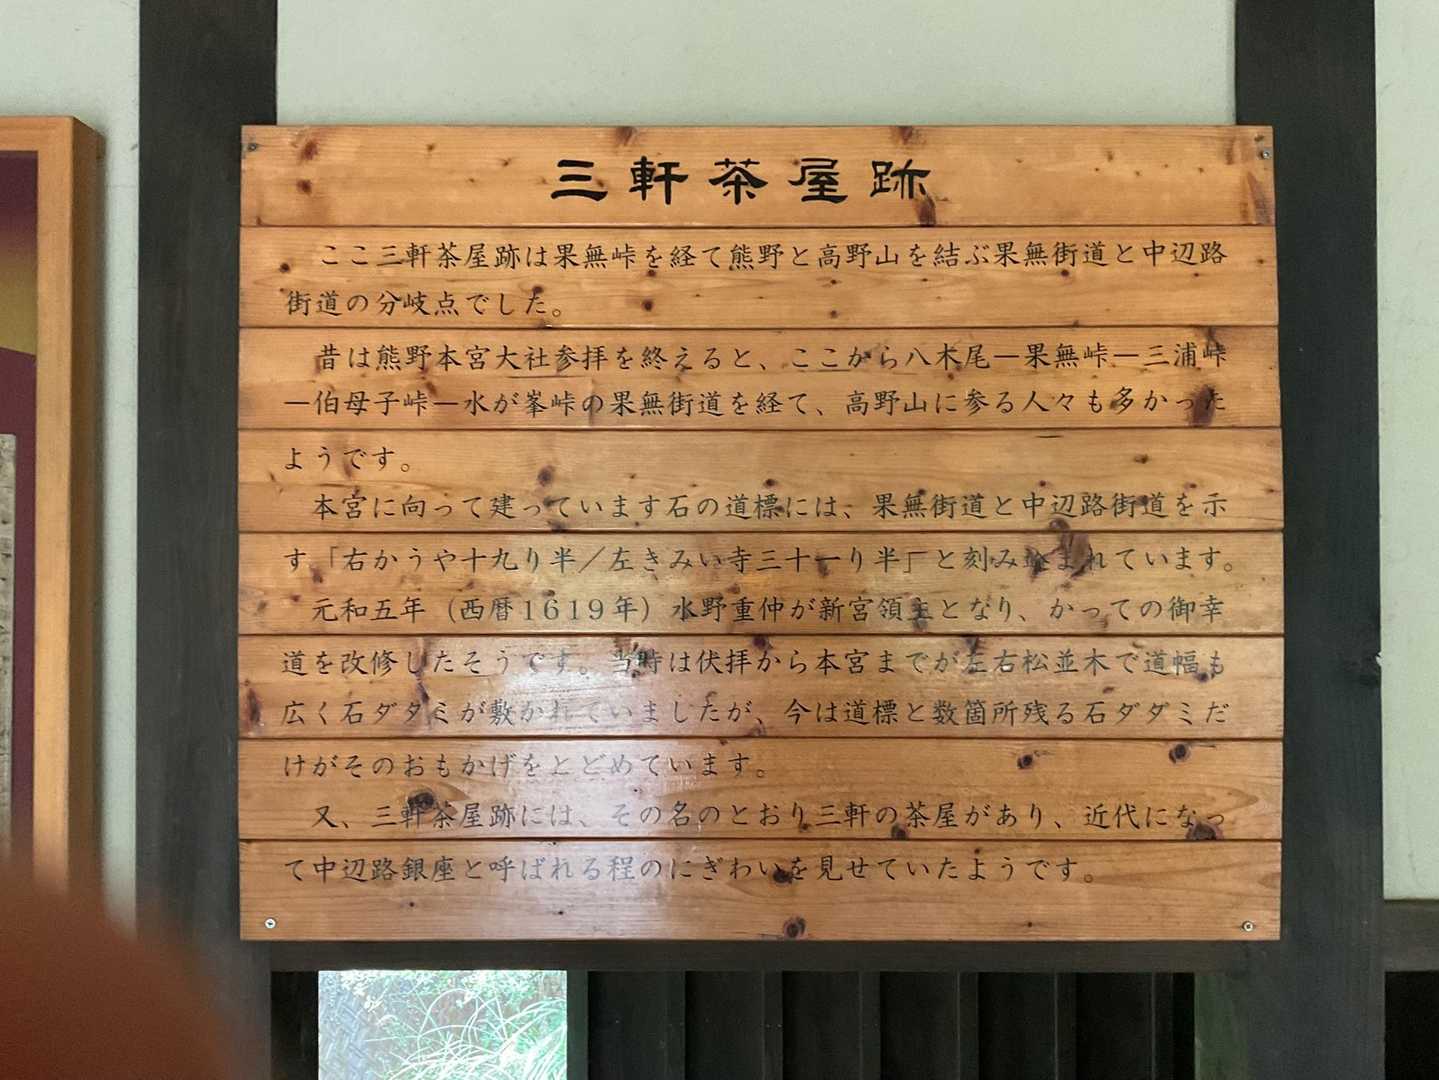 三軒茶屋跡
ここ三軒茶屋跡は果無峠を経て熊野と高野山を結ぶ果無街道と中辺路
街道の分岐点でした。
昔は熊野本宮大社参拝を終えると、ここから八木尾―果無峠―三浦峠
―伯母子峠―水が峯峠の果無街道を経て、高野山に参る人々も多かった
ようです。
本宮に向って建っています石の道標には、果無街道と中辺路街道を示
す「右かうや十九り半／左きみい寺三十一り半」と刻み込まれています。
元和五年（西暦１６１９年）水野重仲が新宮領主となり、かっての御幸
道を改修したそうです。当時は伏拝から本宮までが左右松並木で道幅も
広く石ダタミが敷かれていましたが、今は道標と数箇所残る石ダダミだ
けがそのおもかげをとどめています。
又、三軒茶屋跡には、その名のとおり三軒の茶屋があり、近代になっ
て中辺路銀座と呼ばれる程のにぎわいを見せていたようです。